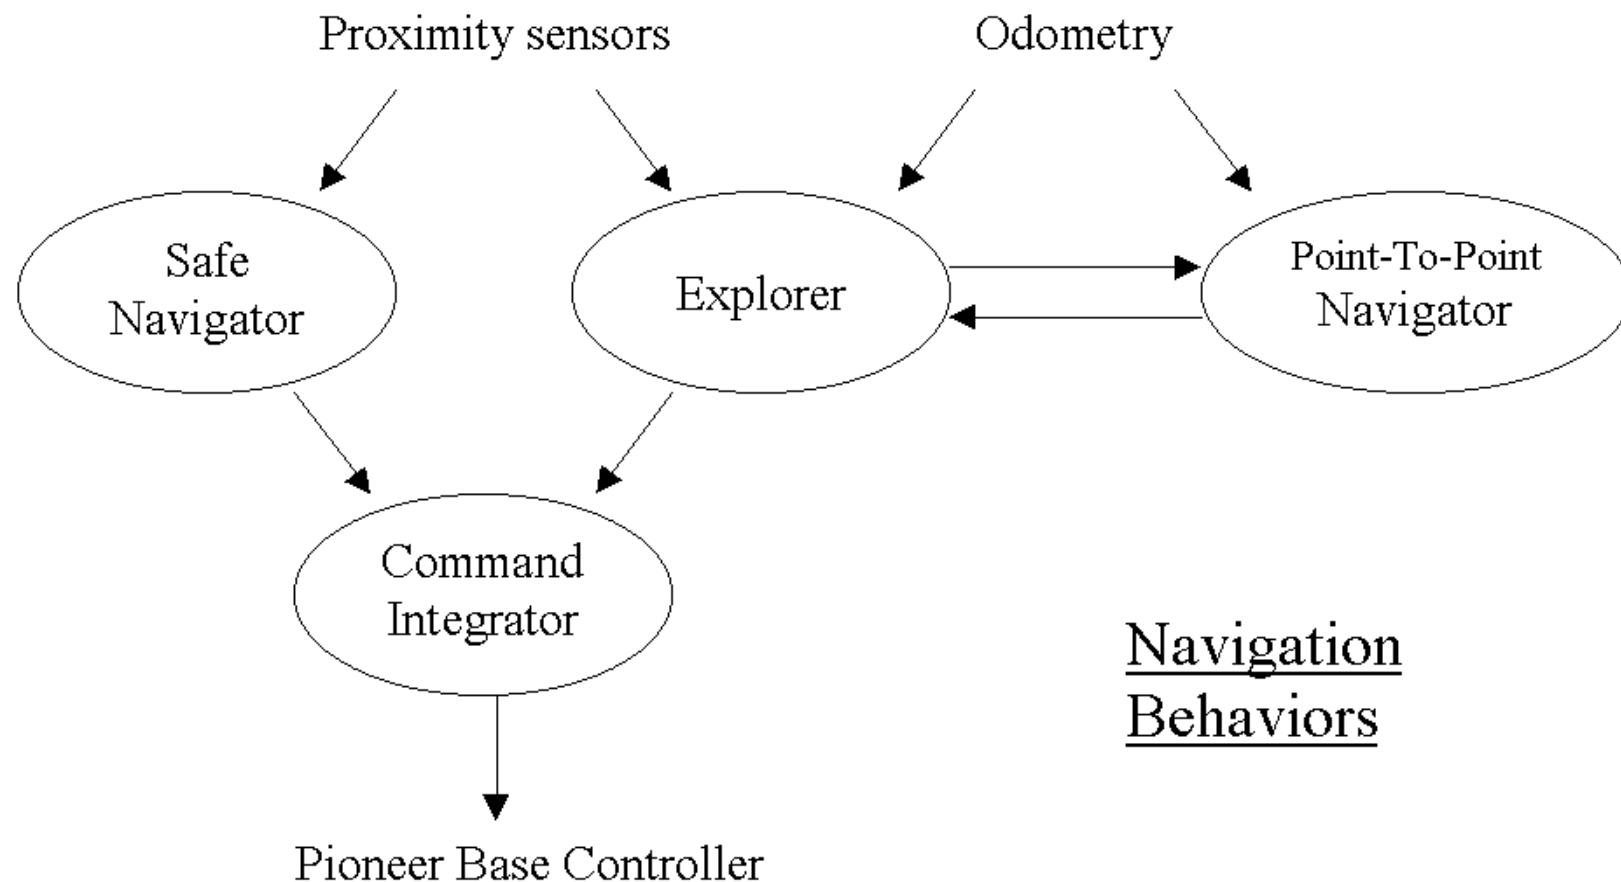 Proximity sensors
Odometry
Safe
Navigator
Explorer
Point-To-Point
Navigator
Command
Integrator
Navigation
Behaviors
Pioneer Base Controller